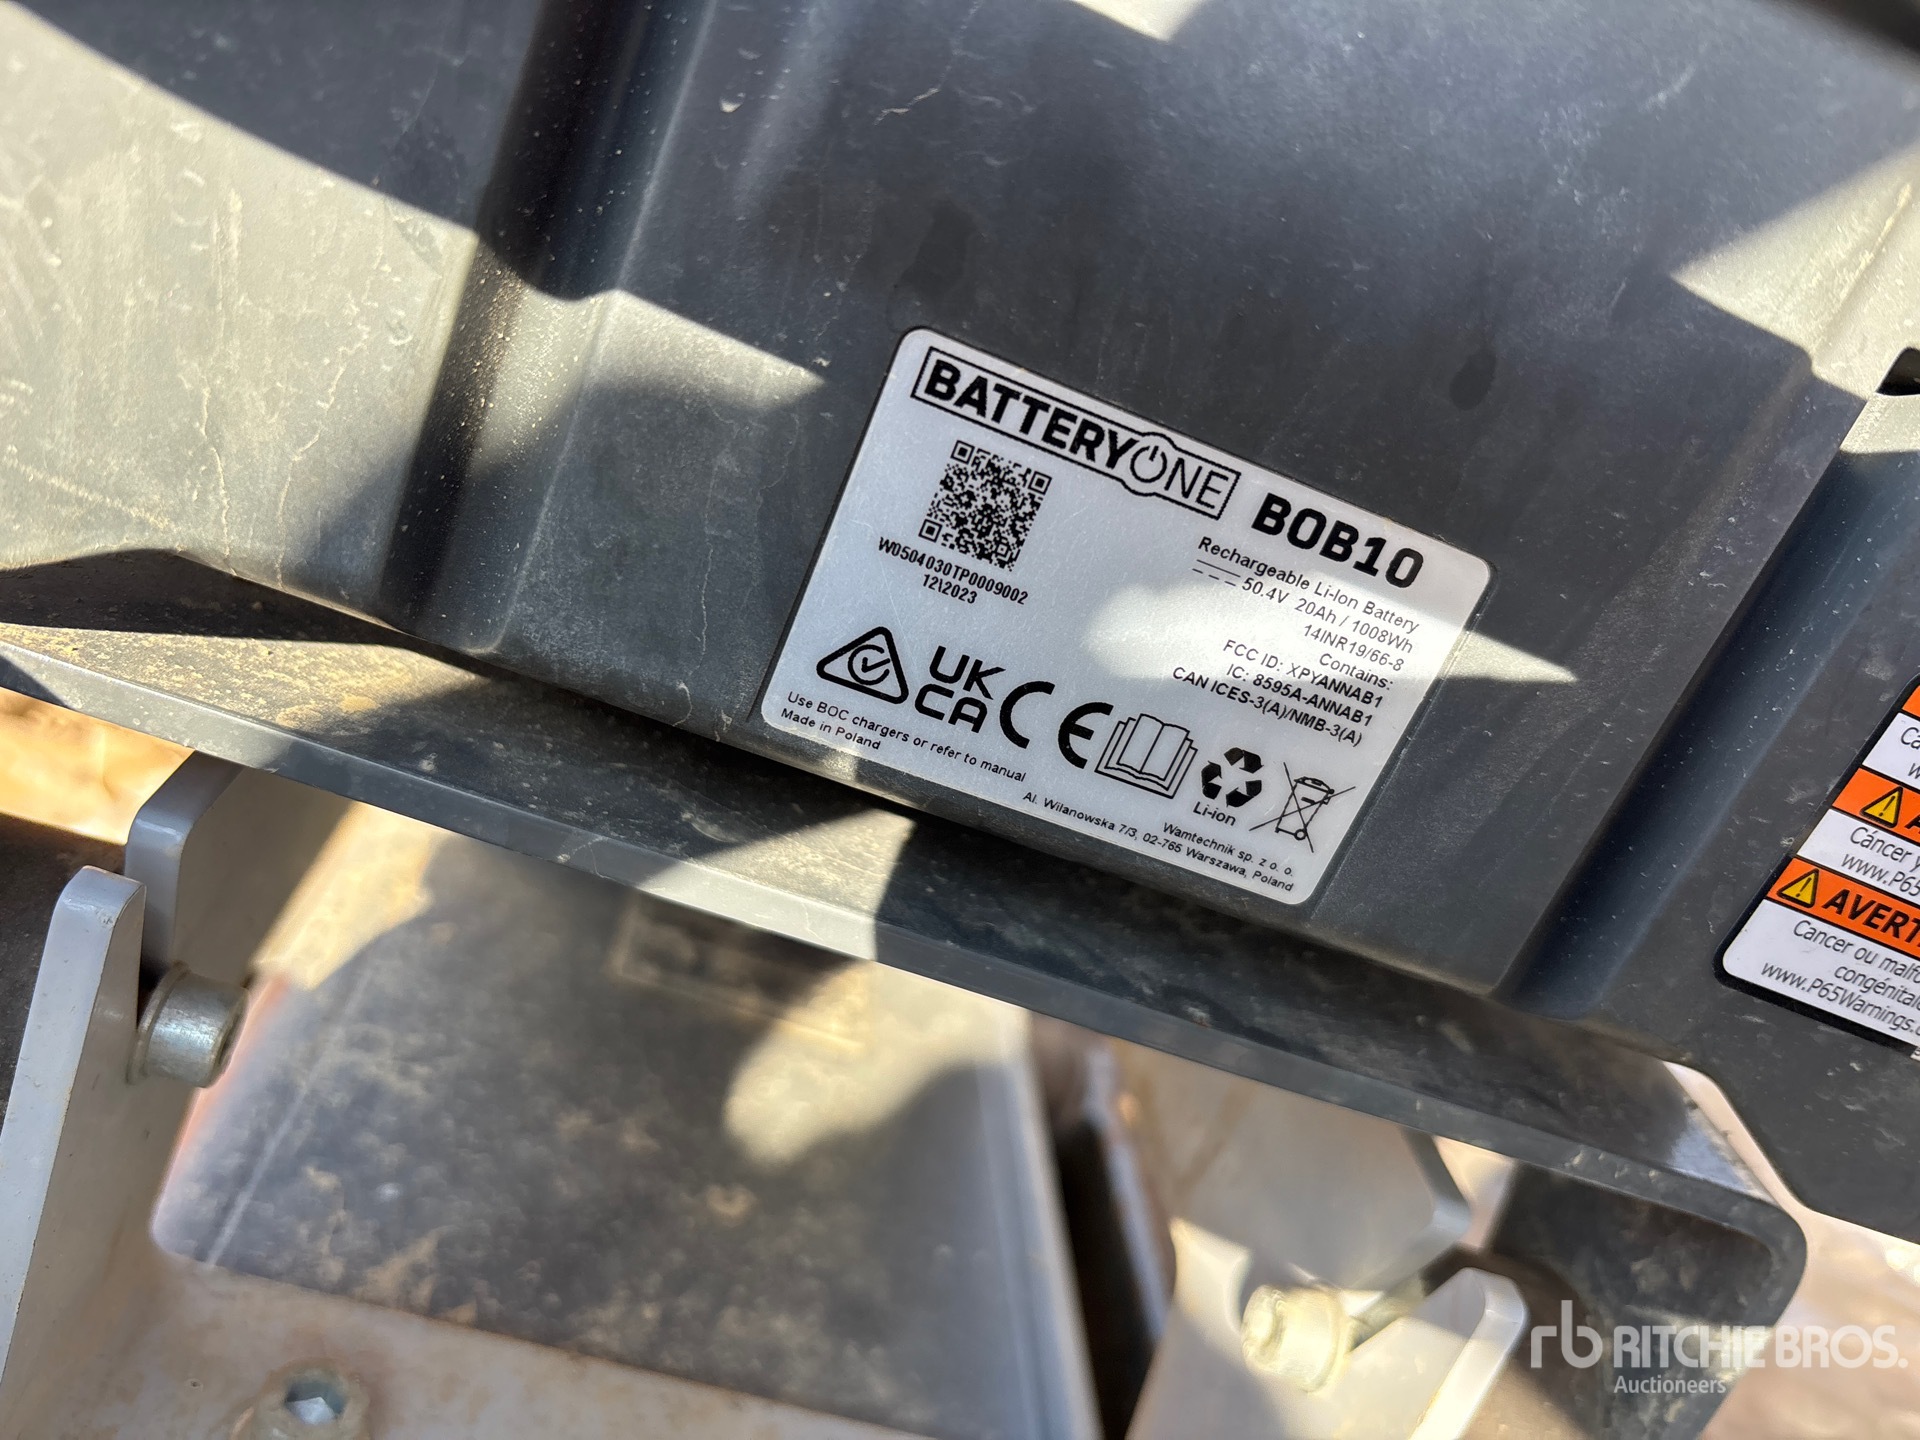 BATTERYONE BOB10
W0504030TP0009002
12\2023
Rechargeable Li-Ion Battery
50.4V 20Ah / 1008Wh
14INR19/66-8
Contains:
FCC ID: XPYANNAB1
IC: 8595A-ANNAB1
CAN ICES-3(A)/NMB-3(A)
UK
CA
CE
Li-ion
Use BOC chargers or refer to manual
Made in Poland
Wamtechnik sp. z o. o.
Al. Wilanowska 7/3, 02-765 Warszawa, Poland
Cáncer
www.P65
AVERT
Cancer ou malfo
congénital
www.P65Warnings.c
rb RITCHIE BROS.
Auctioneers